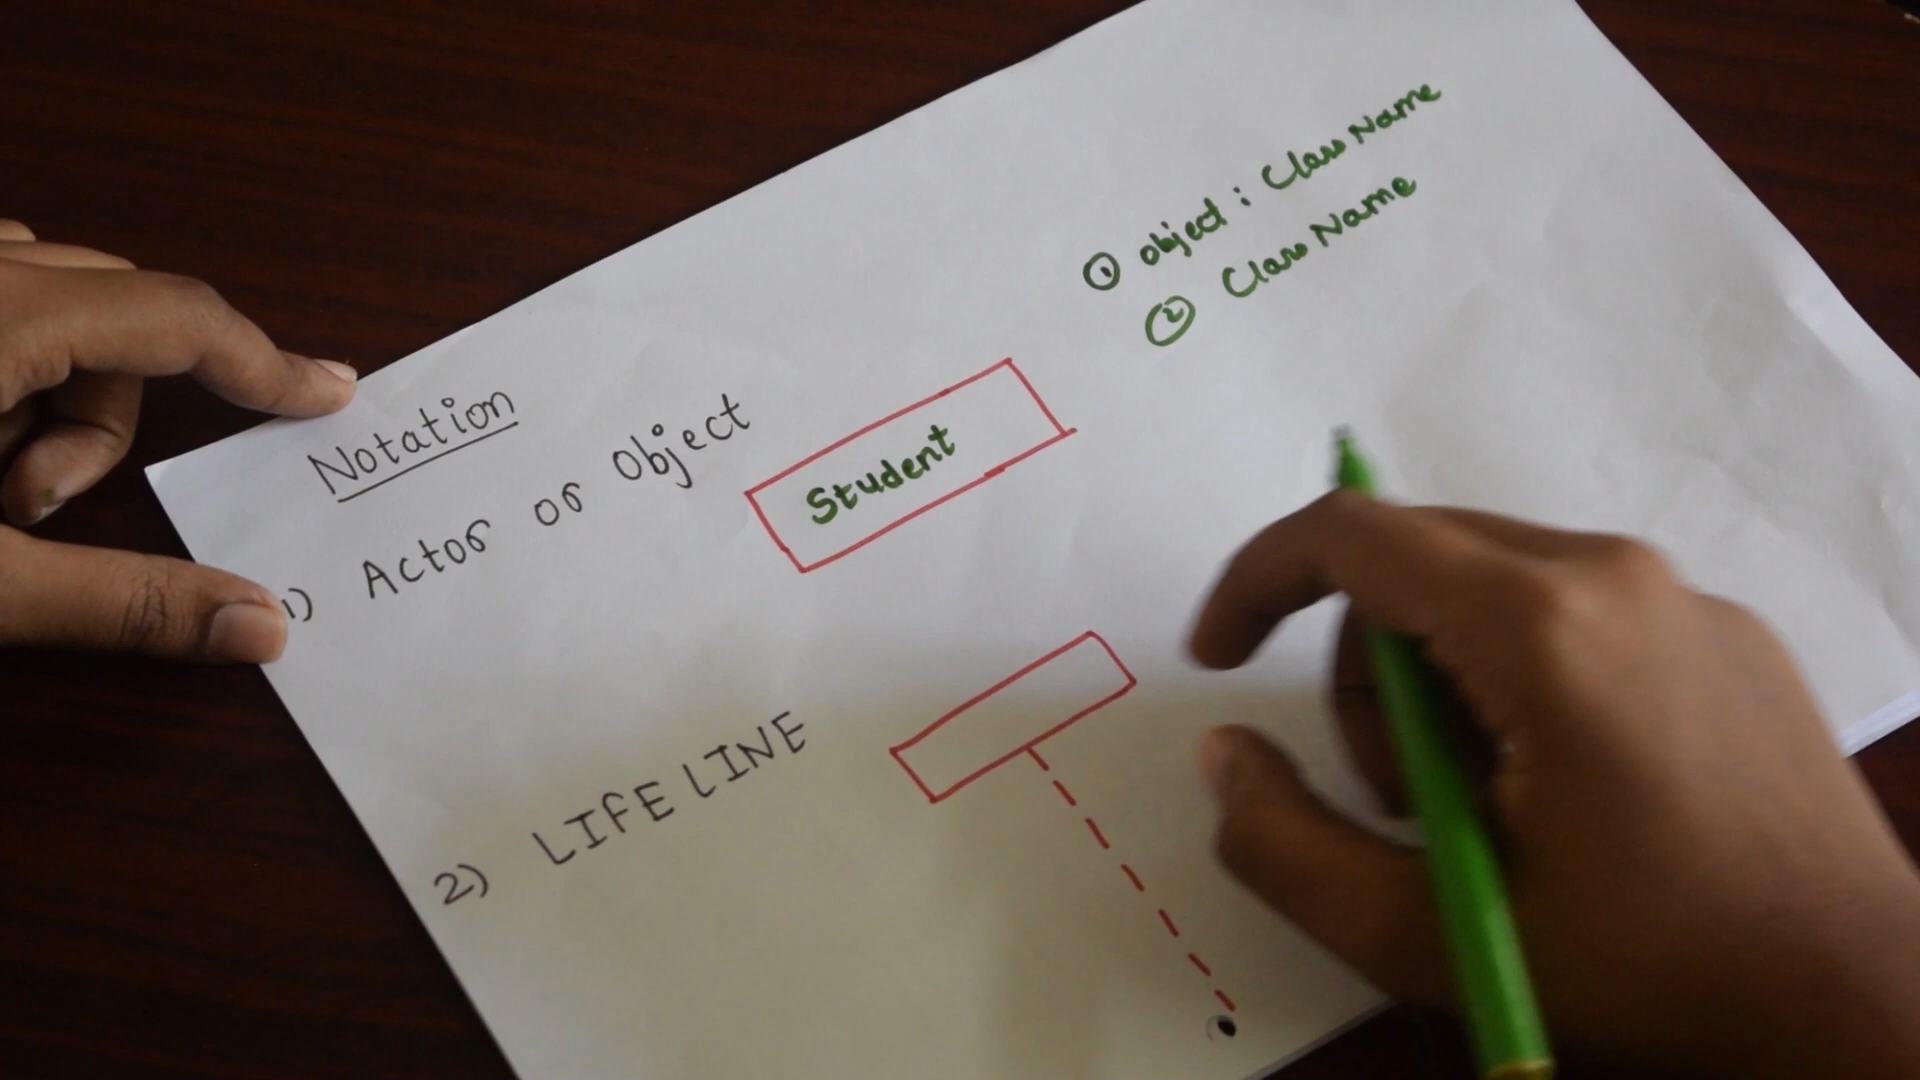 Notation
1) Actor or Object
Student
① object : Class Name
② Class Name
2) LIFE LINE